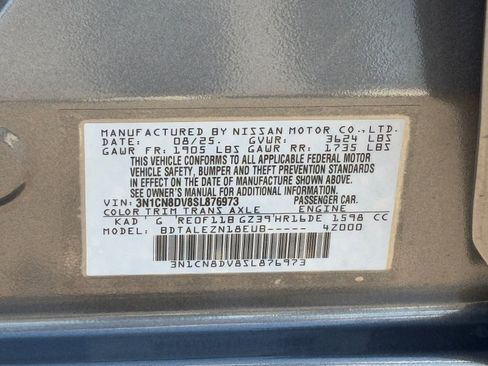 MANUFACTURED BY NISSAN MOTOR CO., LTD.
DATE: 08/25. GVWR: 3624 LBS
GAWR FR: 1905 LBS GAWR RR: 1735 LBS
THIS VEHICLE CONFORMS TO ALL APPLICABLE FEDERAL MOTOR
VEHICLE SAFETY, BUMPER AND THEFT PREVENTION STANDARDS
IN EFFECT ON THE DATE OF MANUFACTURE SHOWN ABOVE.
SEE OWNER'S MANUAL FOR ADDITIONAL INFORMATION.
VIN: 3N1CN8DV8SL876973 PASSENGER CAR.
COLOR TRIM TRANS AXLE ENGINE
KAD G RE0F11B GZ39 HR16DE 1598 CC
MODEL: BDTALEZN18EUB----- 4Z000
3N1CN8DV8SL876973